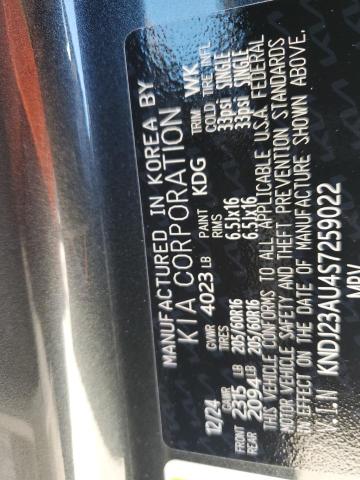 MANUFACTURED IN KOREA BY
KIA CORPORATION
12/24 GVWR 4023 LB PAINT KDG TRIM WK
GAWR TIRES RIMS COLD TIRE INFL
FRONT 2315 LB 205/60R16 6.5Jx16 33psi SINGLE
REAR 2094 LB 205/60R16 6.5Jx16 33psi SINGLE
THIS VEHICLE CONFORMS TO ALL APPLICABLE U.S.A. FEDERAL
MOTOR VEHICLE SAFETY AND THEFT PREVENTION STANDARDS
IN EFFECT ON THE DATE OF MANUFACTURE SHOWN ABOVE.
KNDJ23AU4S7259022
MPV